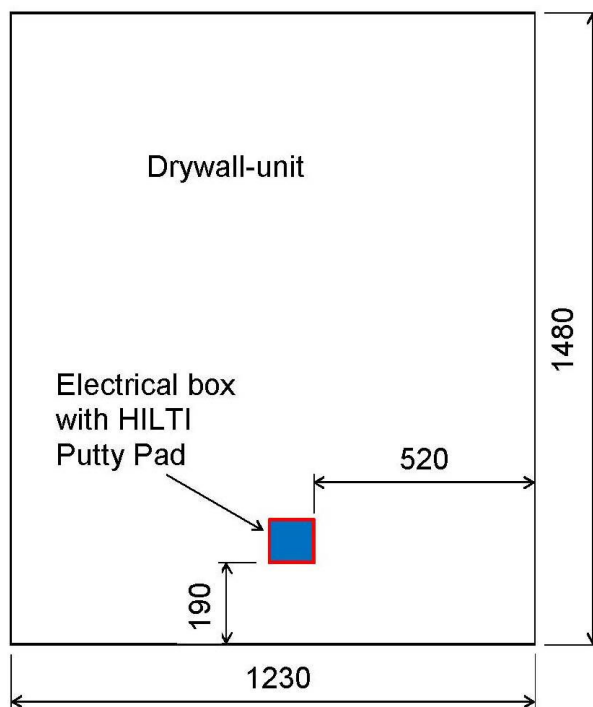 Drywall-unit
1480
Electrical box
with HILTI
Putty Pad
520
190
1230